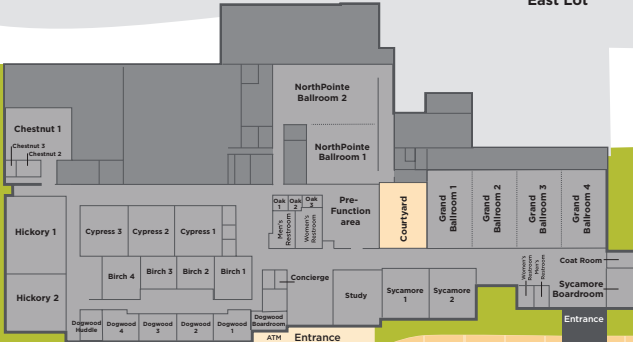 East Lot
NorthPointe
Ballroom 2
Chestnut 1
Chestnut 3
Chestnut 2
NorthPointe
Ballroom 1
Oak
1
Oak
2
Oak
3
Men's
Restroom
Women's
Restroom
Pre-
Function
area
Courtyard
Grand
Ballroom 1
Grand
Ballroom 2
Grand
Ballroom 3
Grand
Ballroom 4
Hickory 1
Cypress 3
Cypress 2
Cypress 1
Birch 4
Birch 3
Birch 2
Birch 1
Concierge
Women's
Restroom
Men's
Restroom
Coat Room
Sycamore
Boardroom
Hickory 2
Study
Sycamore
1
Sycamore
2
Dogwood
Huddle
Dogwood
4
Dogwood
3
Dogwood
2
Dogwood
1
Dogwood
Boardroom
Entrance
ATM
Entrance